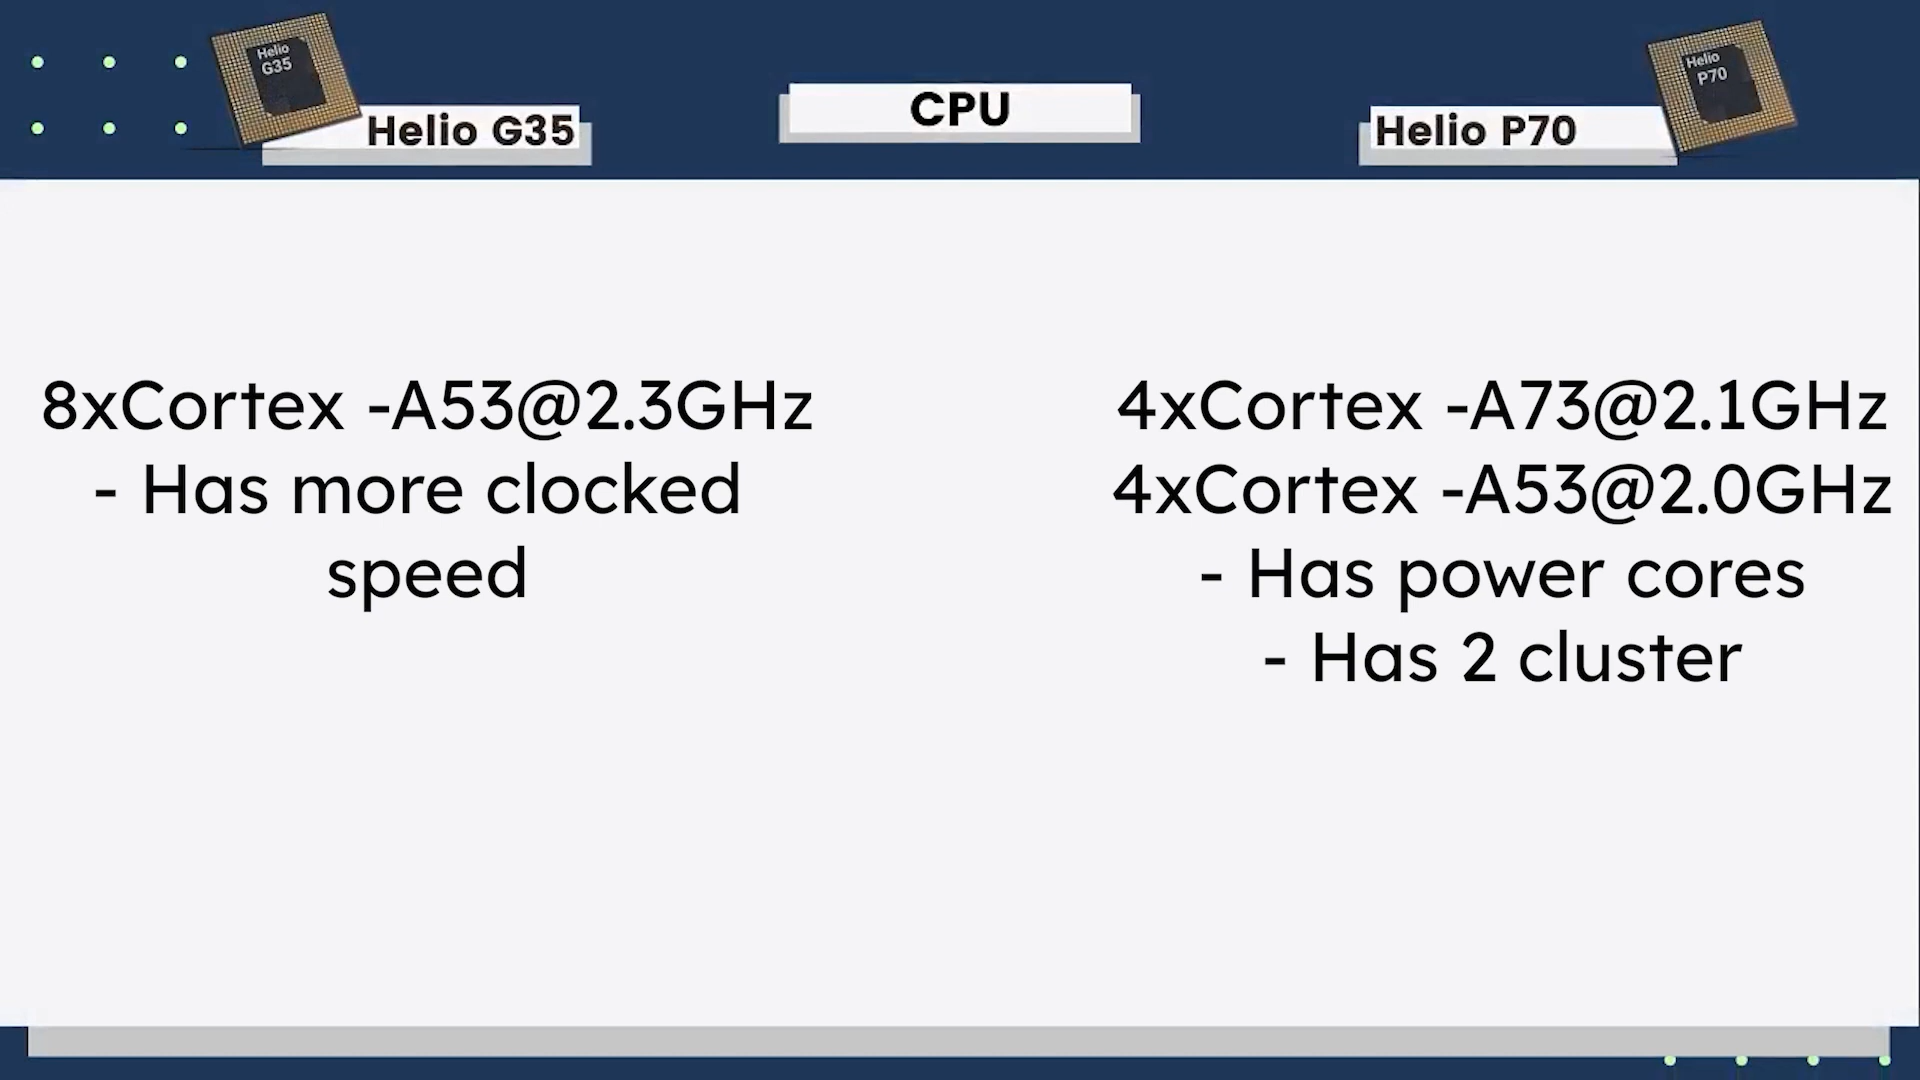 Helio
G35
Helio G35
CPU
Helio P70
Helio
P70
8xCortex -A53@2.3GHz
- Has more clocked
speed
4xCortex -A73@2.1GHz
4xCortex -A53@2.0GHz
- Has power cores
- Has 2 cluster